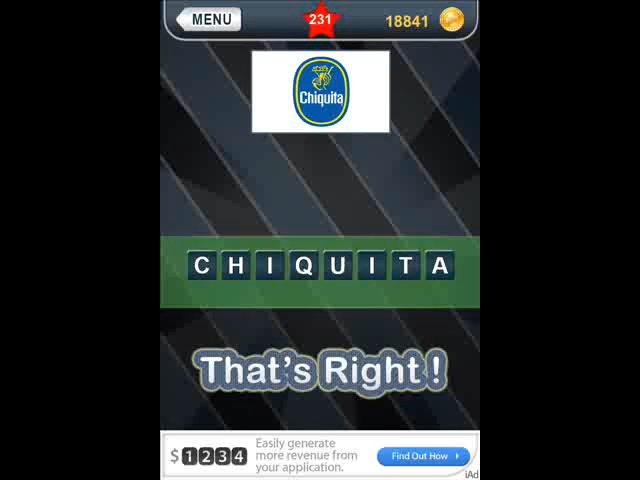 MENU
231
18841
Chiquita
CHIQUITA
That's Right !
$1234
Easily generate
more revenue from
your application.
Find Out How
iAd